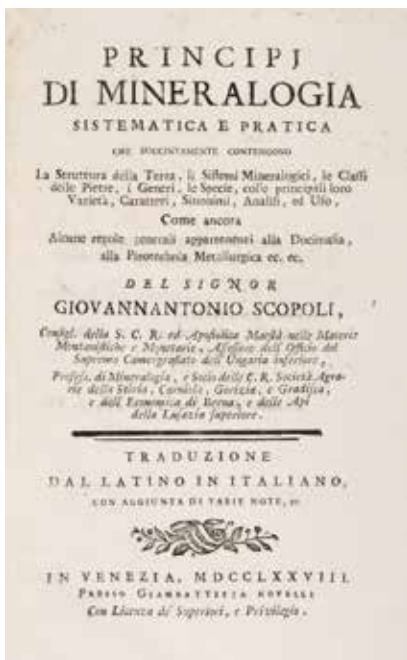 PRINCIPJ
DI MINERALOGIA
SISTEMATICA E PRATICA
CHE SUCCINTAMENTE CONTENGONO
La Struttura della Terra, li Sistemi Mineralogici, le Classi
delle Pietre, i Generi, le Specie, colle principali loro
Varietà, Caratteri, Sinonimi, Analisi, ed Uso,
Come ancora
Alcune regole generali appartenenti alla Docimasia,
alla Pirotechnia Metallurgica ec. ec.
DEL SIGNOR
GIOVANNANTONIO SCOPOLI,
Consigl. della S. C. R. ed Apostolica Maestà nelle Materie
Montanistiche e Monetarie, Assessore dell' Officio del
Supremo Camergrafiato dell' Ungaria inferiore,
Profess. di Mineralogia, e Socio delle C. R. Società Agra-
rie della Stiria, Carniola, Gorizia, e Gradisca,
e dell' Economica di Berna, e delle Api
della Lusazia superiore.
TRADUZIONE
DAL LATINO IN ITALIANO,
CON AGGIUNTA DI VARIE NOTE, ec.
IN VENEZIA, MDCCLXXVIII.
PRESSO GIAMBATTISTA NOVELLI
Con Licenza de' Superiori, e Privilegio.